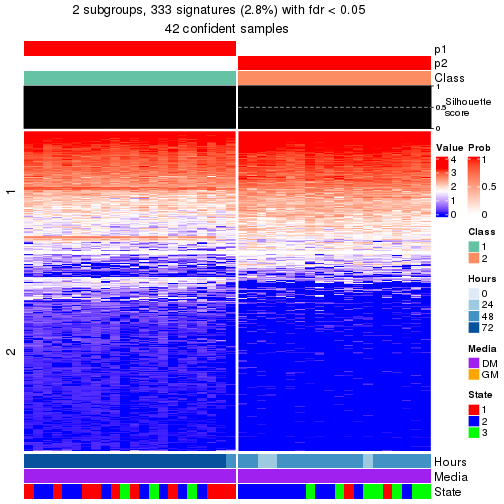 2 subgroups, 333 signatures (2.8%) with fdr < 0.05
42 confident samples
p1
p2
Class
1
0.5
0
Silhouette
score
1
2
Value
4
3
2
1
0
Prob
1
0.5
0
Class
1
2
Hours
0
24
48
72
Media
DM
GM
State
1
2
3
Hours
Media
State